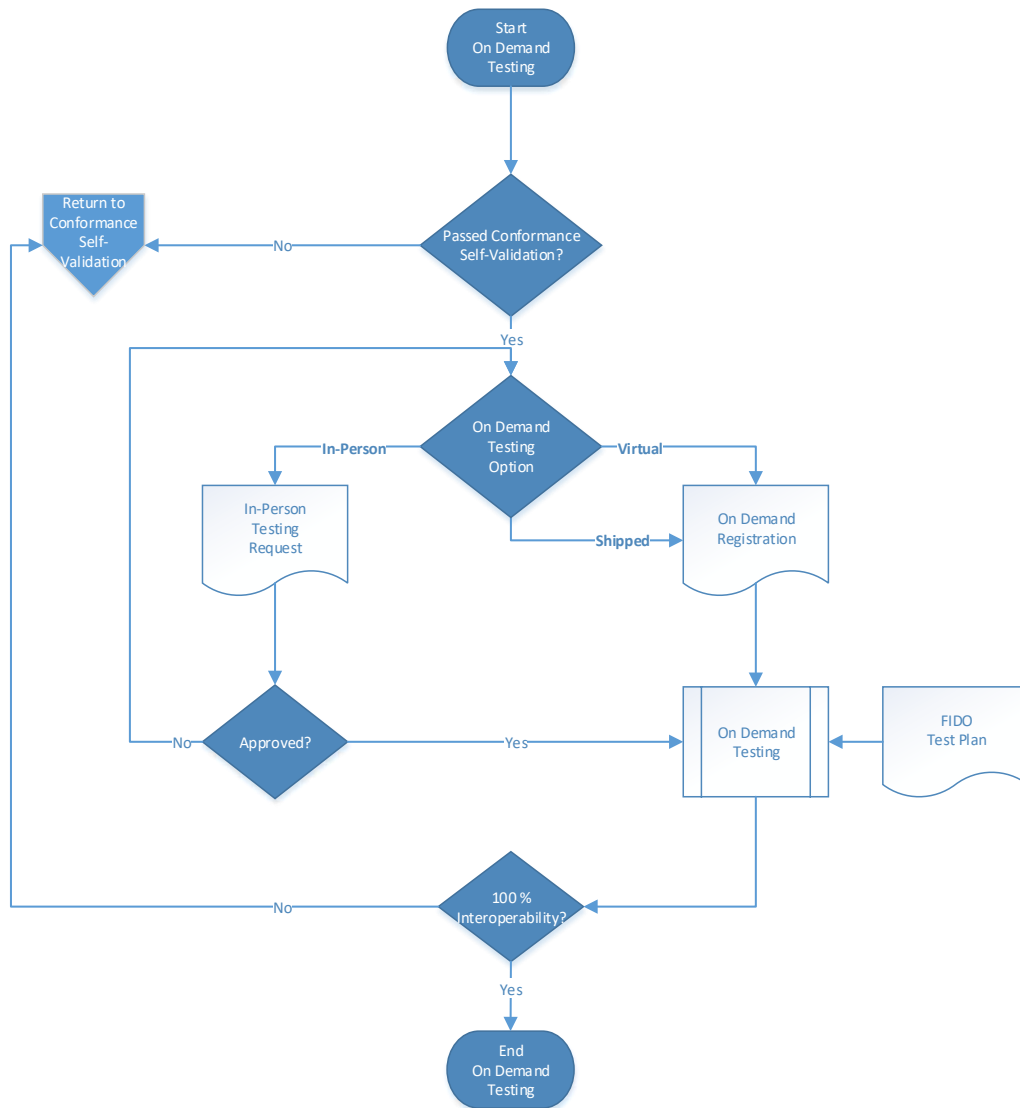 Start
On Demand
Testing
Return to
Conformance
Self-
Validation
No
Passed Conformance
Self-Validation?
Yes
On Demand
Testing
Option
In-Person
Virtual
In-Person
Testing
Request
Shipped
On Demand
Registration
No
Approved?
Yes
On Demand
Testing
FIDO
Test Plan
No
100 %
Interoperability?
Yes
End
On Demand
Testing